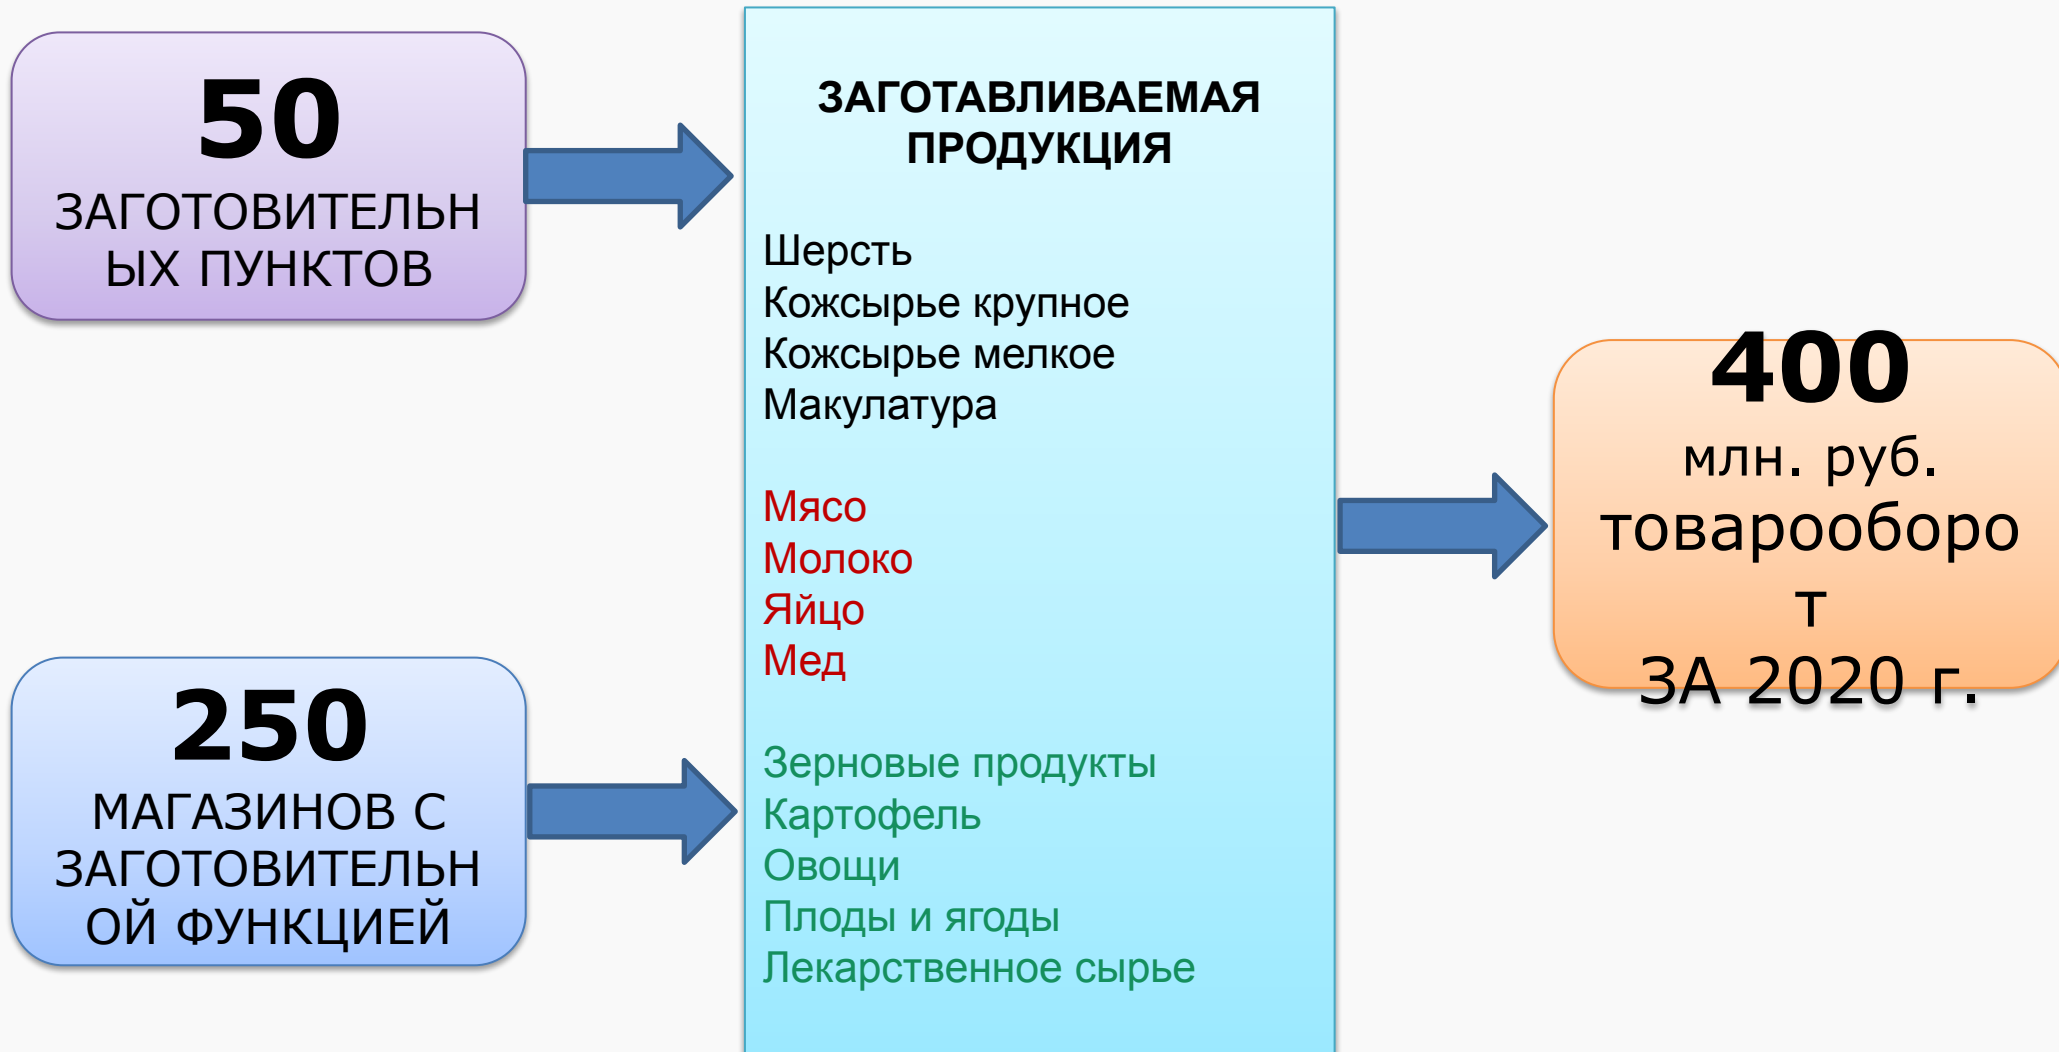 50
ЗАГОТОВИТЕЛЬН
ЫХ ПУНКТОВ
250
МАГАЗИНОВ С
ЗАГОТОВИТЕЛЬН
ОЙ ФУНКЦИЕЙ
ЗАГОТАВЛИВАЕМАЯ
ПРОДУКЦИЯ
Шерсть
Кожсырье крупное
Кожсырье мелкое
Макулатура
Мясо
Молоко
Яйцо
Мед
Зерновые продукты
Картофель
Овощи
Плоды и ягоды
Лекарственное сырье
400
млн. руб.
товарооборо
т
ЗА 2020 г.